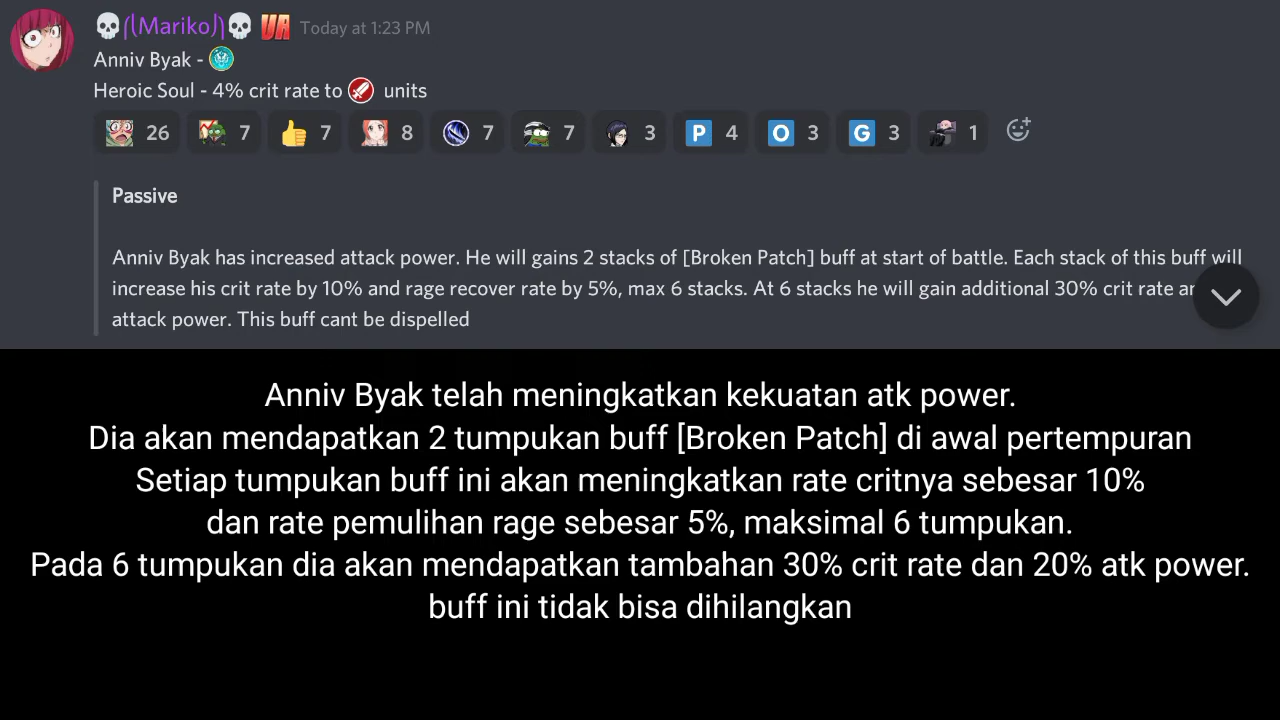 💀⎛⎝(Mariko)⎠⎞💀 UR Today at 1:23 PM
Anniv Byak -
Heroic Soul - 4% crit rate to units
26 7 7 8 7 7 3 P 4 O 3 G 3 1
Passive
Anniv Byak has increased attack power. He will gains 2 stacks of [Broken Patch] buff at start of battle. Each stack of this buff will
increase his crit rate by 10% and rage recover rate by 5%, max 6 stacks. At 6 stacks he will gain additional 30% crit rate
attack power. This buff cant be dispelled
Anniv Byak telah meningkatkan kekuatan atk power.
Dia akan mendapatkan 2 tumpukan buff [Broken Patch] di awal pertempuran
Setiap tumpukan buff ini akan meningkatkan rate critnya sebesar 10%
dan rate pemulihan rage sebesar 5%, maksimal 6 tumpukan.
Pada 6 tumpukan dia akan mendapatkan tambahan 30% crit rate dan 20% atk power.
buff ini tidak bisa dihilangkan